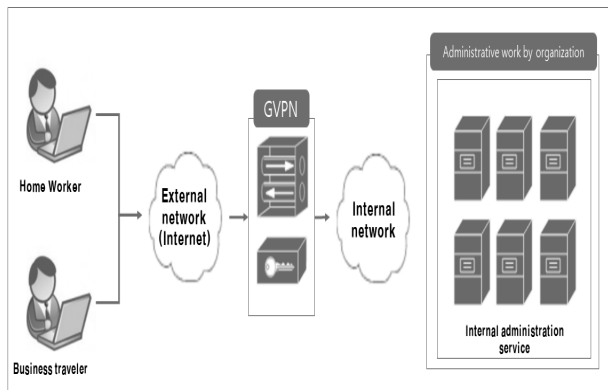 Home Worker
Business traveler
External
network
(Internet)
GVPN
Internal
network
Administrative work by organization
Internal administration
service